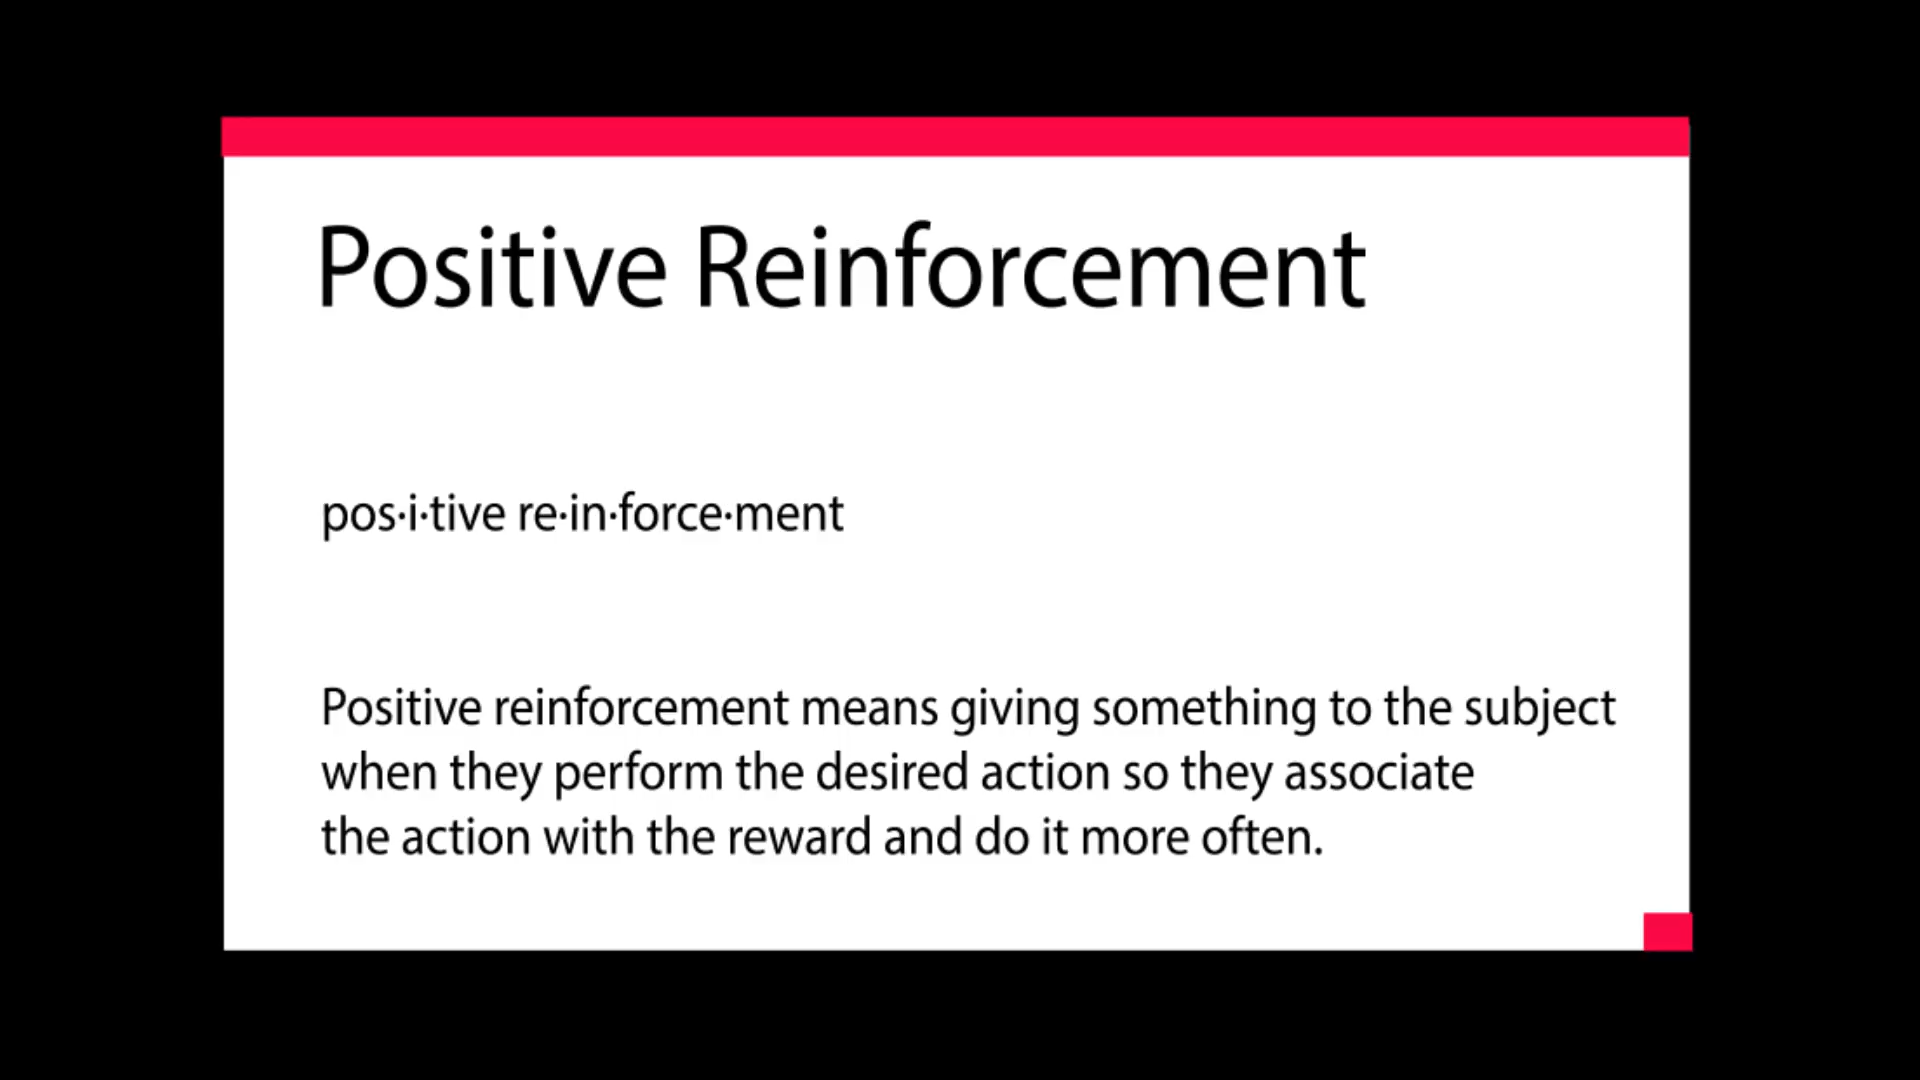 Positive Reinforcement
pos·i·tive re·in·force·ment
Positive reinforcement means giving something to the subject
when they perform the desired action so they associate
the action with the reward and do it more often.